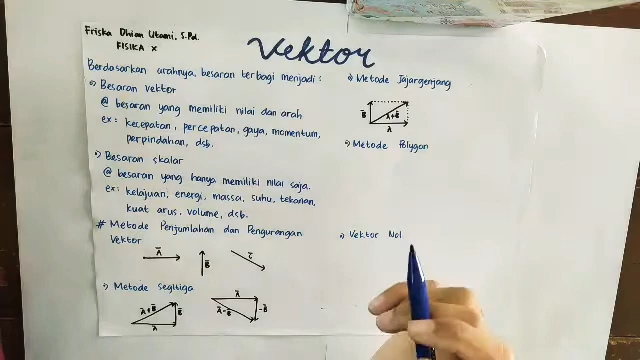 Friska Dhian Utami, S.Pd.
FISIKA X
Vektor
Berdasarkan arahnya, besaran terbagi menjadi :
Besaran vektor
@ besaran yang memiliki nilai dan arah
ex : kecepatan, percepatan, gaya, momentum,
perpindahan, dsb.
Besaran skalar
@ besaran yang hanya memiliki nilai saja.
ex : kelajuan, energi, massa, suhu, tekanan,
kuat arus, volume, dsb.
# Metode Penjumlahan dan Pengurangan
Vektor
A
B
C
Metode Segitiga
A+B
B
A
A
A-B
-B
Metode Jajargenjang
B
A+B
A
Metode Polygon
Vektor Nol